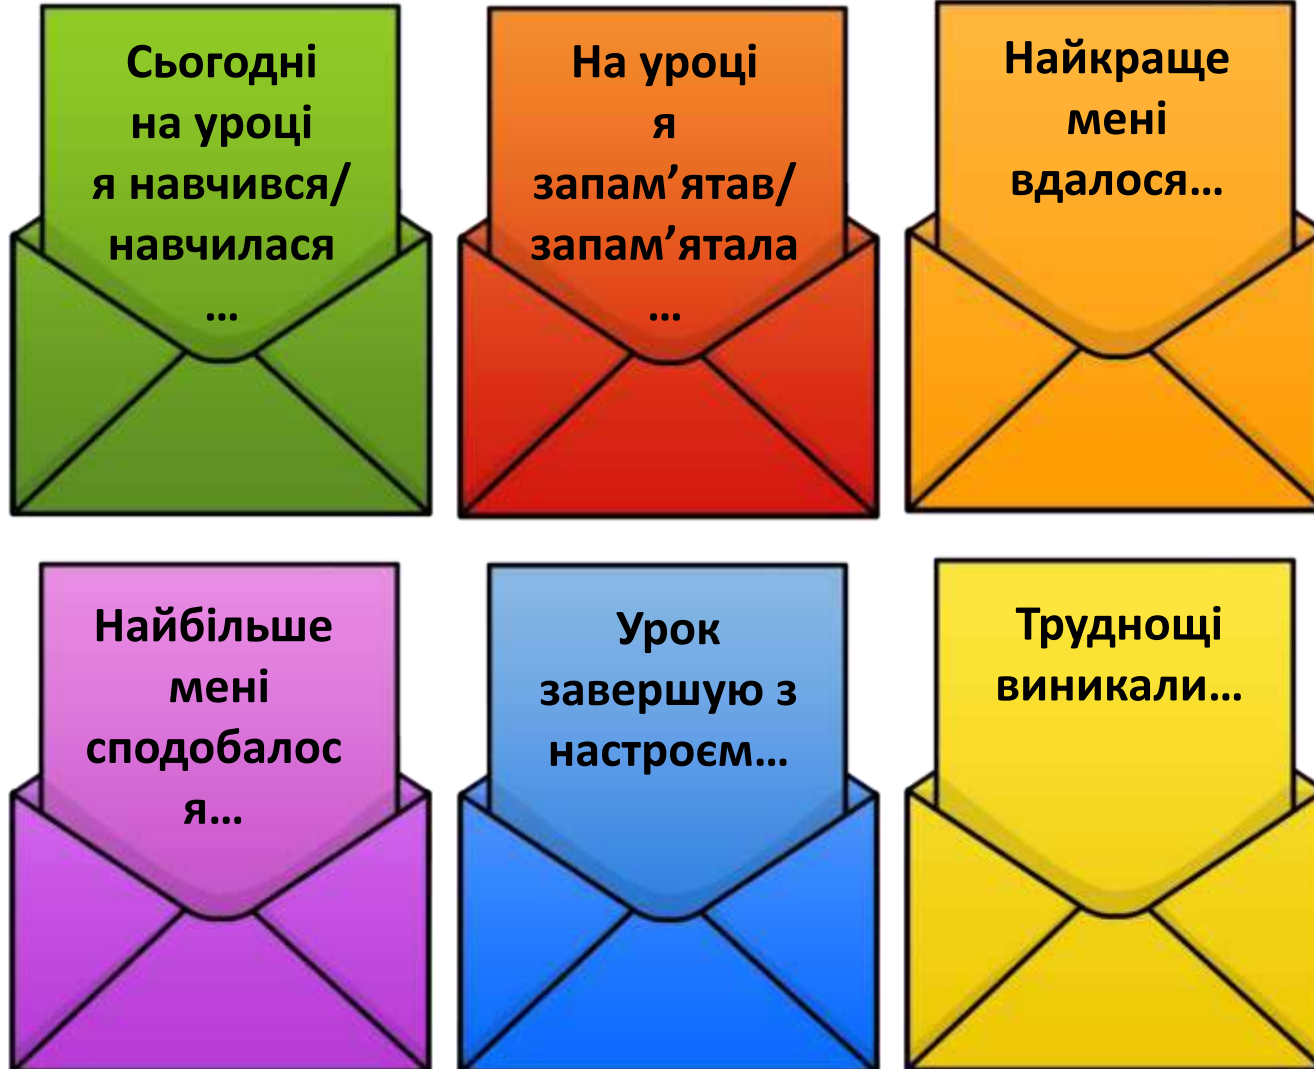 Сьогодні
на уроці
я навчився/
навчилася
...
На уроці
я
запам’ятав/
запам’ятала
...
Найкраще
мені
вдалося...
Найбільше
мені
сподобалос
я...
Урок
завершую з
настроєм...
Труднощі
виникали...